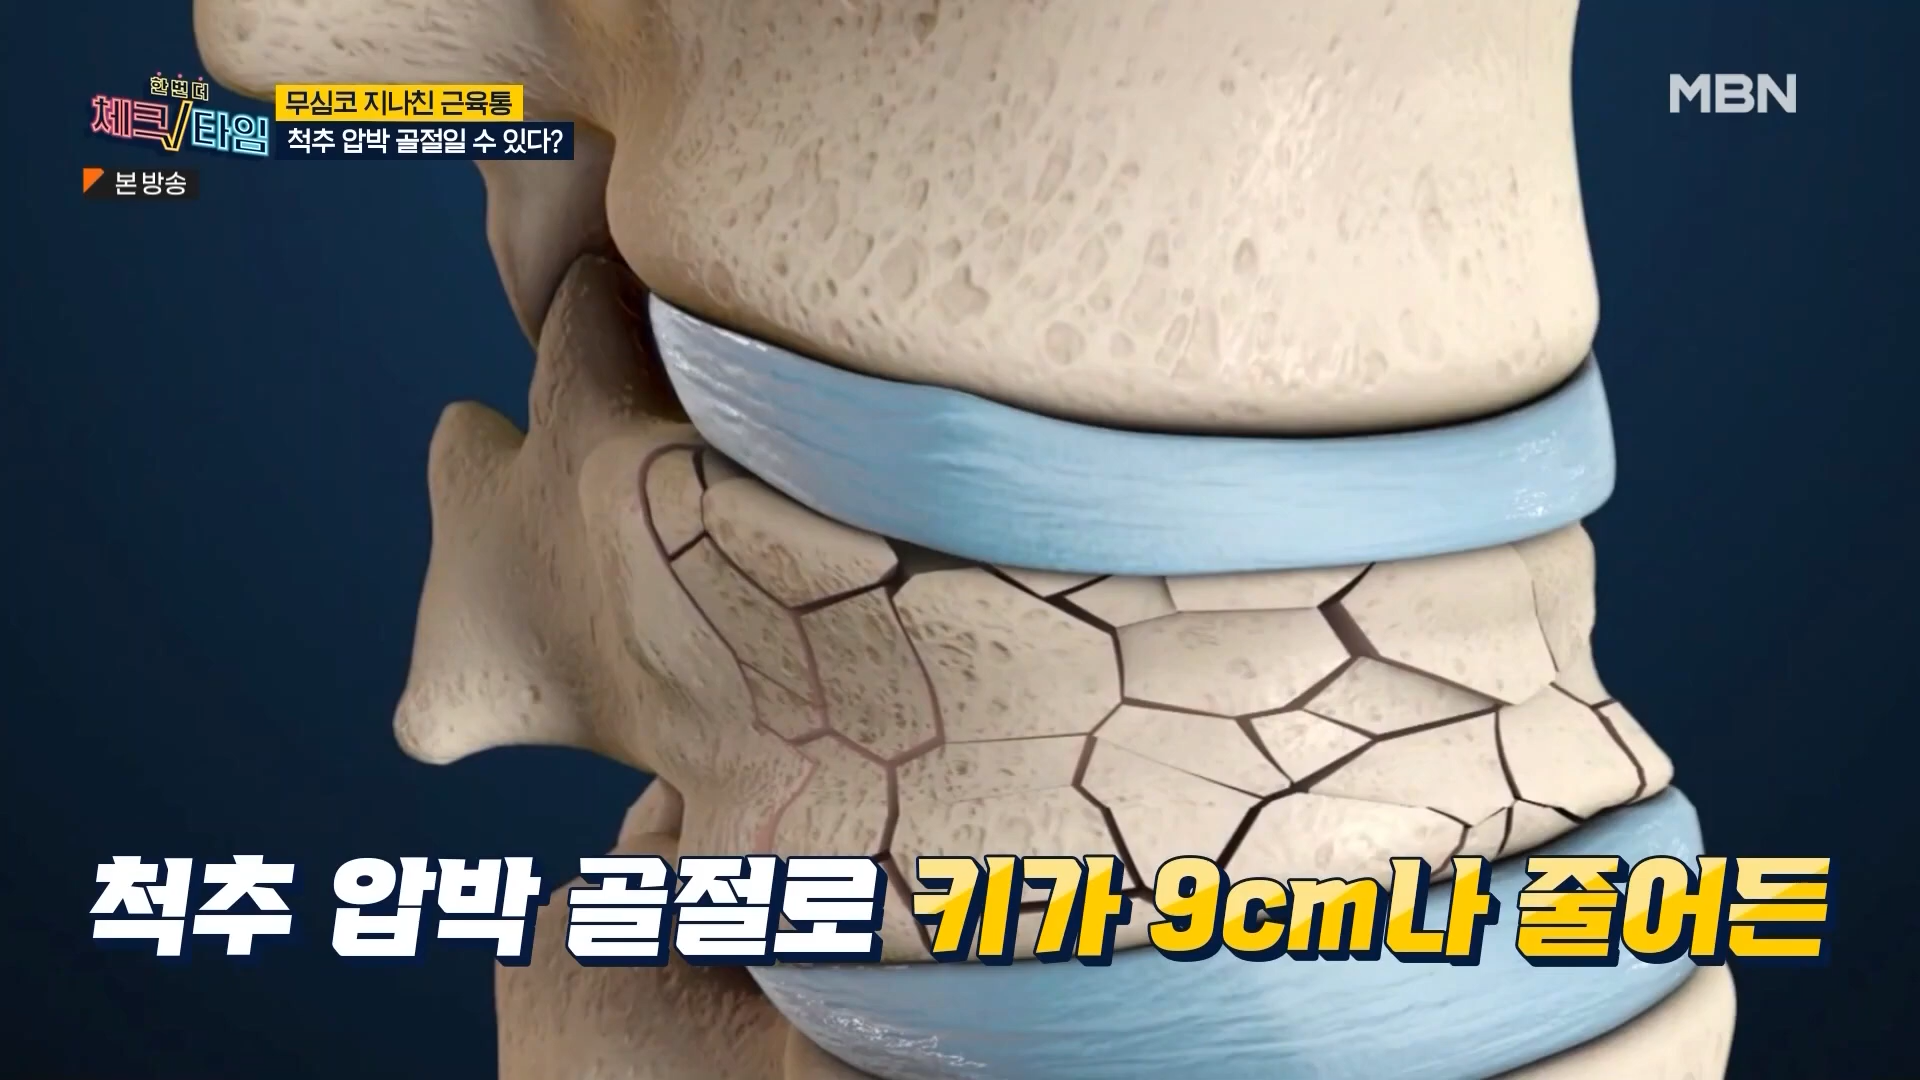 한 번 더
체크타임
무심코 지나친 근육통
척추 압박 골절일 수 있다?
MBN
본 방송
척추 압박 골절로 키가 9cm나 줄어든